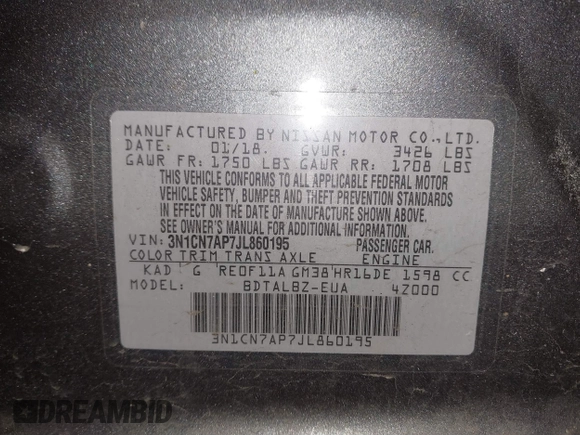 MANUFACTURED BY NISSAN MOTOR CO.,LTD.
DATE: 01/18. GVWR: 3426 LBS
GAWR FR: 1750 LBS GAWR RR: 1708 LBS
THIS VEHICLE CONFORMS TO ALL APPLICABLE FEDERAL MOTOR
VEHICLE SAFETY, BUMPER AND THEFT PREVENTION STANDARDS
IN EFFECT ON THE DATE OF MANUFACTURE SHOWN ABOVE.
SEE OWNER'S MANUAL FOR ADDITIONAL INFORMATION.
VIN: 3N1CN7AP7JL860195 PASSENGER CAR.
COLOR TRIM TRANS AXLE ENGINE
KAD G RE0F11A GM38 HR16DE 1598 CC
MODEL: BDTALBZ-EUA 4Z000
3N1CN7AP7JL860195
DREAMBID